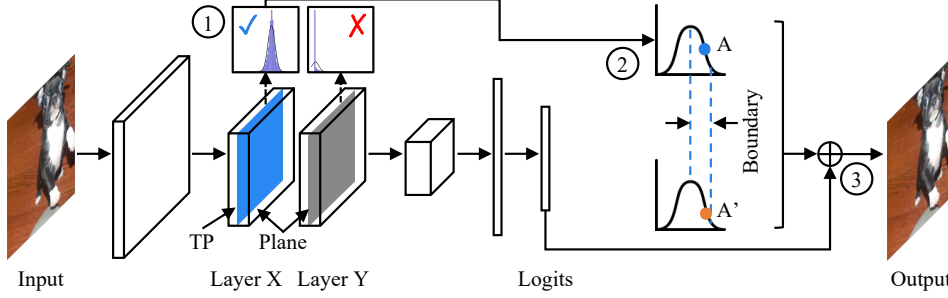 1
2
A
Boundary
A'
3
TP
Plane
Input
Layer X
Layer Y
Logits
Output